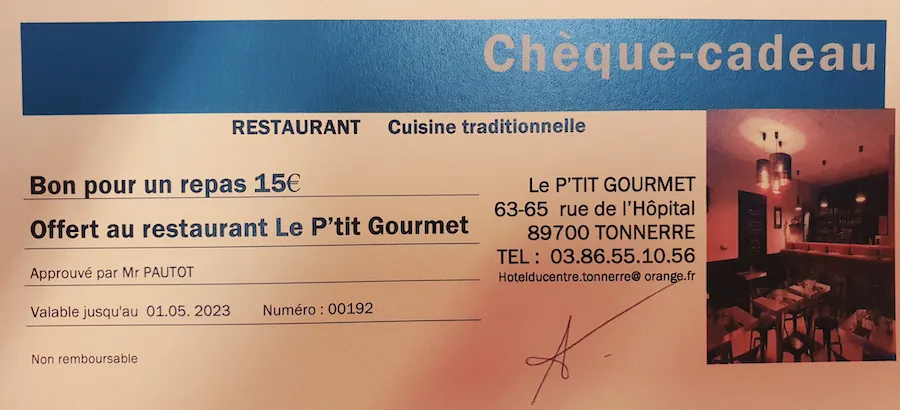 Chèque-cadeau
RESTAURANT Cuisine traditionnelle
Bon pour un repas 15€
Offert au restaurant Le P'tit Gourmet
Approuvé par Mr PAUTOT
Valable jusqu'au 01.05. 2023 Numéro : 00192
Non remboursable
Le P'TIT GOURMET
63-65 rue de l'Hôpital
89700 TONNERRE
TEL : 03.86.55.10.56
Hotelducentre.tonnerre@ orange.fr